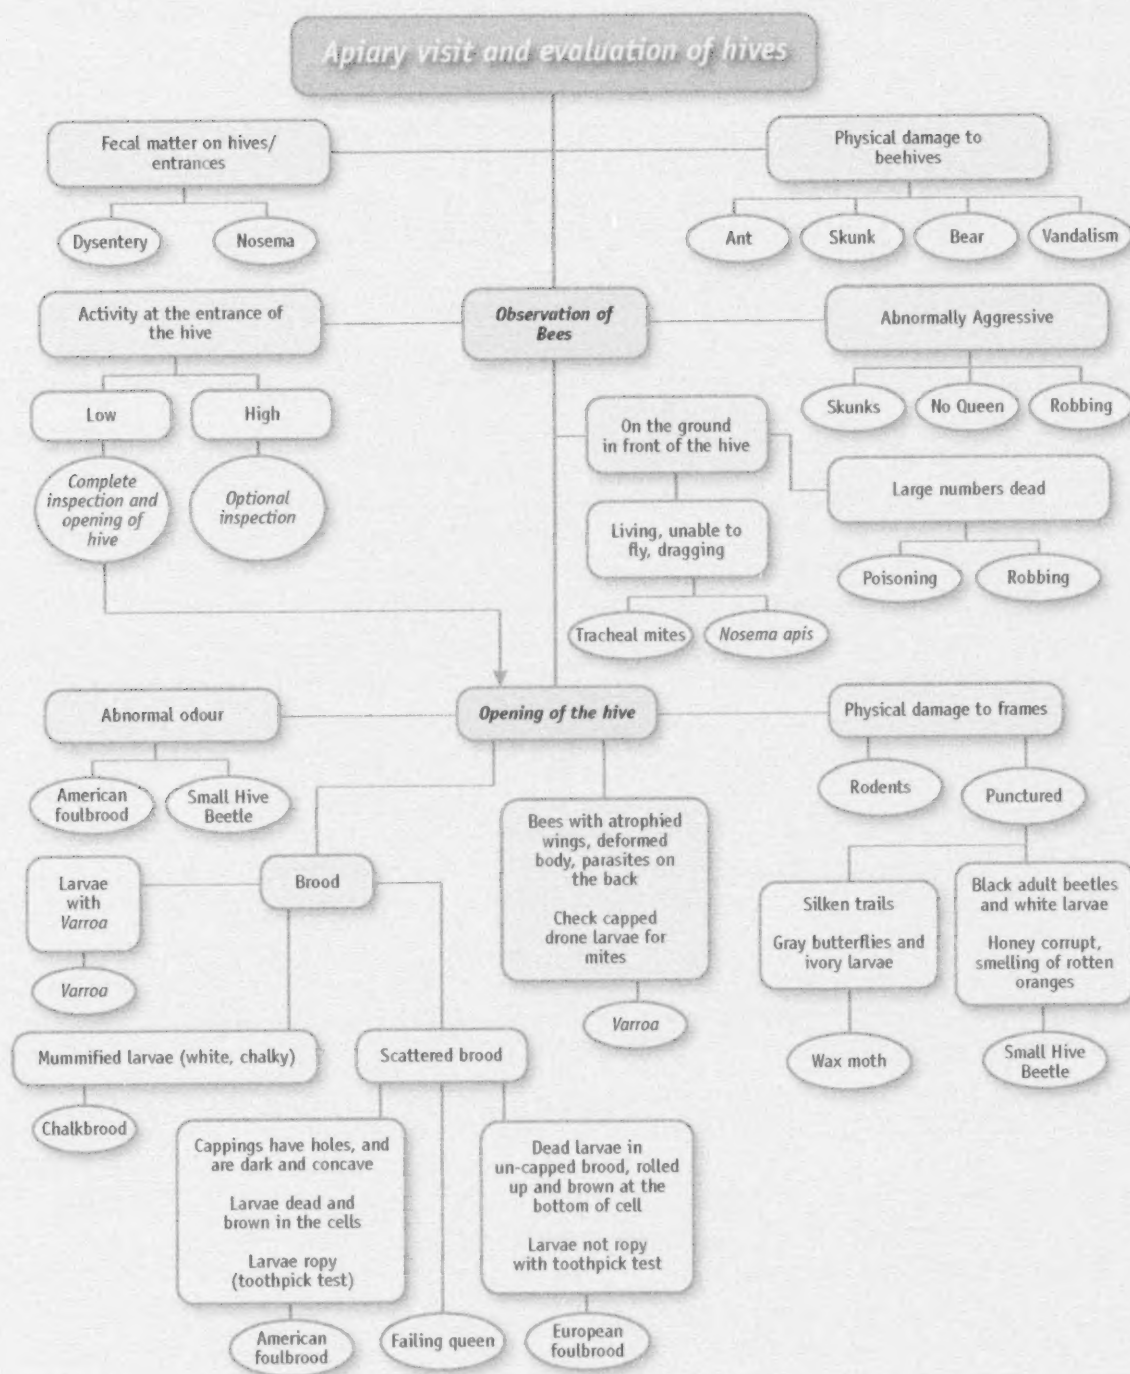 Apiary visit and evaluation of hives
Fecal matter on hives/
entrances
Physical damage to
beehives
Dysentery
Nosema
Ant
Skunk
Bear
Vandalism
Activity at the entrance of
the hive
Observation of
Bees
Abnormally Aggressive
Low
High
Skunks
No Queen
Robbing
On the ground
in front of the hive
Complete
inspection and
opening of
hive
Optional
inspection
Large numbers dead
Living, unable to
fly, dragging
Poisoning
Robbing
Tracheal mites
Nosema apis
Abnormal odour
Opening of the hive
Physical damage to frames
American
foulbrood
Small Hive
Beetle
Rodents
Punctured
Bees with atrophied
wings, deformed
body, parasites on
the back
Check capped
drone larvae for
mites
Larvae
with
Varroa
Brood
Silken trails
Gray butterflies and
ivory larvae
Black adult beetles
and white larvae
Honey corrupt,
smelling of rotten
oranges
Varroa
Varroa
Mummified larvae (white, chalky)
Scattered brood
Wax moth
Small Hive
Beetle
Chalkbrood
Cappings have holes, and
are dark and concave
Larvae dead and
brown in the cells
Larvae ropy
(toothpick test)
Dead larvae in
un-capped brood, rolled
up and brown at the
bottom of cell
Larvae not ropy
with toothpick test
American
foulbrood
Failing queen
European
foulbrood